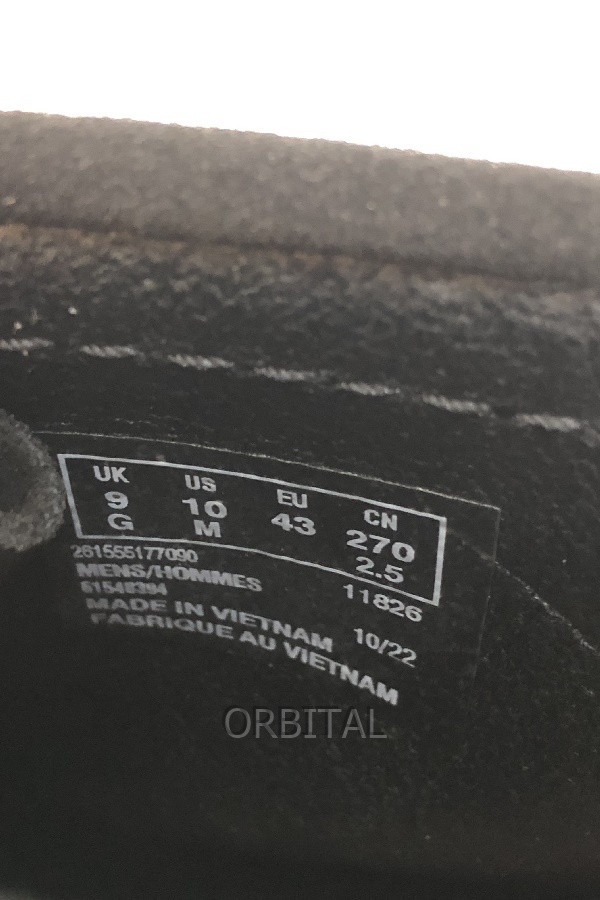 UK US EU CN
9 10 43 270
G M 2.5
261555177090
MENS/HOMMES 11826
61548394
MADE IN VIETNAM 10/22
FABRIQUE AU VIETNAM
ORBITAL